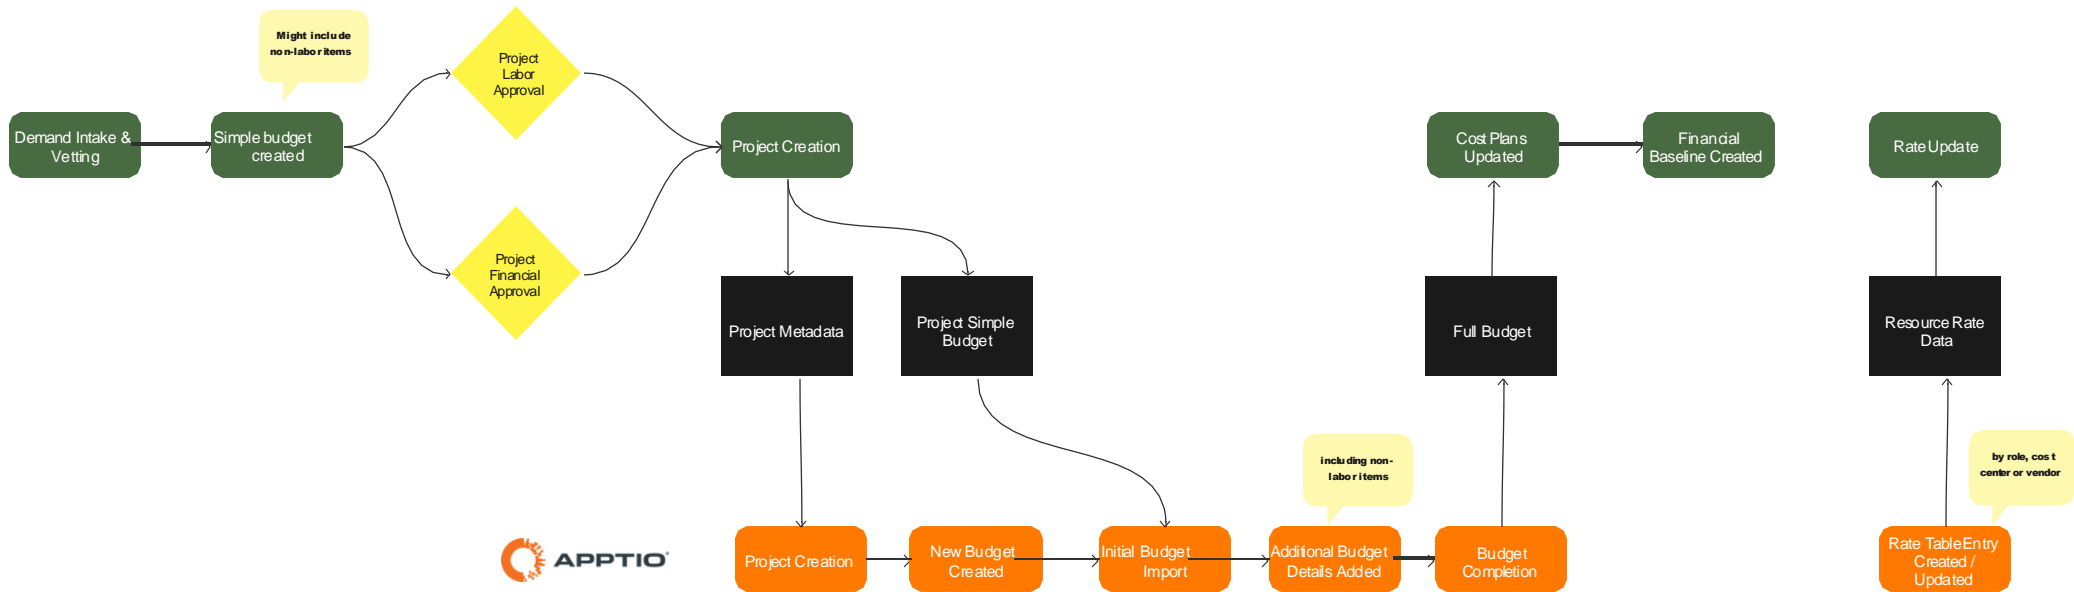 Might include
non-labor items
Project
Labor
Approval
Demand Intake &
Vetting
Simple budget
created
Project Creation
Cost Plans
Updated
Financial
Baseline Created
Rate Update
Project
Financial
Approval
Project Metadata
Project Simple
Budget
Full Budget
Resource Rate
Data
including non-
labor items
by role, cost
center or vendor
APPTIO
Project Creation
New Budget
Created
Initial Budget
Import
Additional Budget
Details Added
Budget
Completion
Rate Table Entry
Created /
Updated